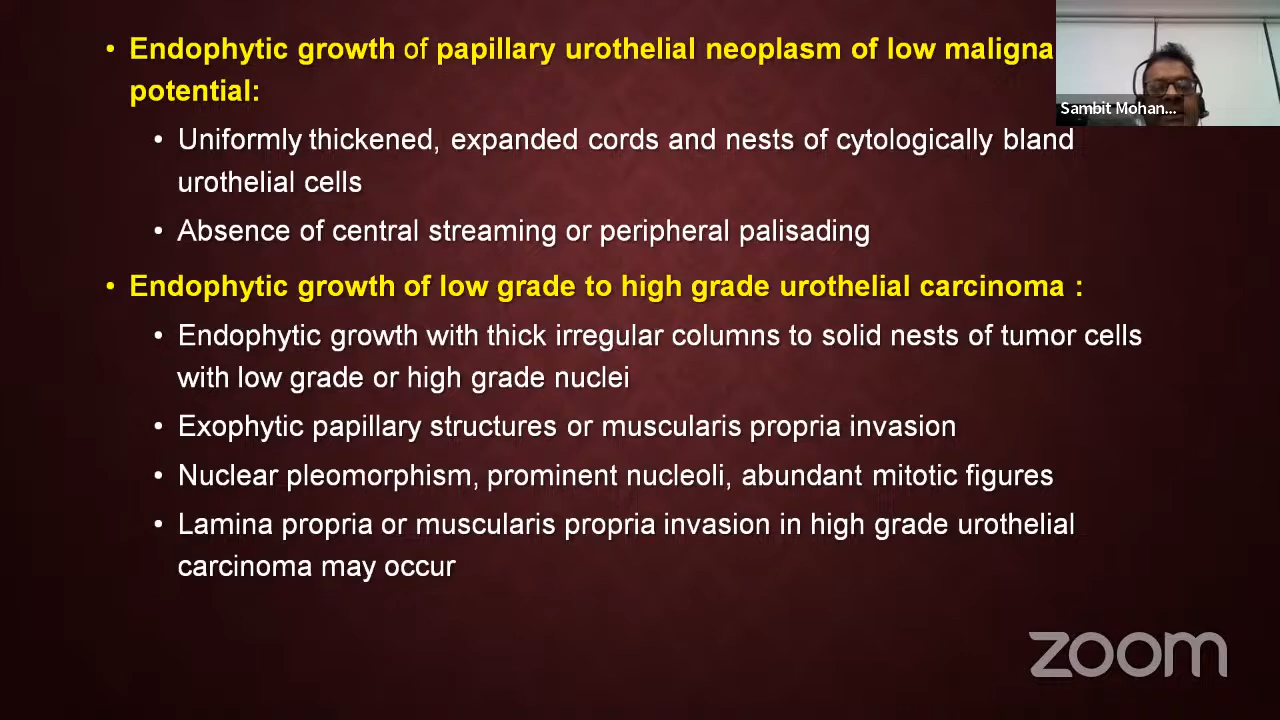 • Endophytic growth of papillary urothelial neoplasm of low maligna
potential:
• Uniformly thickened, expanded cords and nests of cytologically bland
urothelial cells
• Absence of central streaming or peripheral palisading
• Endophytic growth of low grade to high grade urothelial carcinoma :
• Endophytic growth with thick irregular columns to solid nests of tumor cells
with low grade or high grade nuclei
• Exophytic papillary structures or muscularis propria invasion
• Nuclear pleomorphism, prominent nucleoli, abundant mitotic figures
• Lamina propria or muscularis propria invasion in high grade urothelial
carcinoma may occur
Sambit Mohan...
zoom